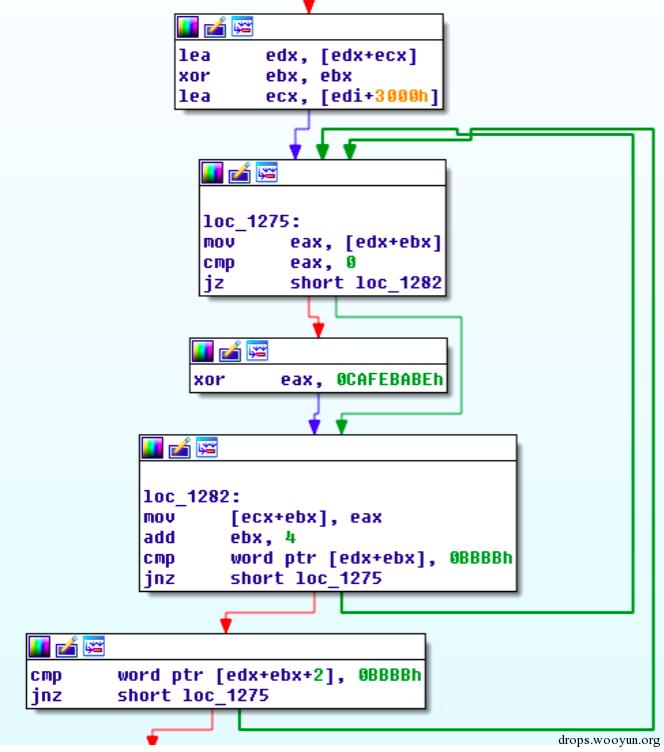 lea     edx, [edx+ecx]
xor     ebx, ebx
lea     ecx, [edi+3000h]
loc_1275:
mov     eax, [edx+ebx]
cmp     eax, 0
jz      short loc_1282
xor     eax, 0CAFEBABEh
loc_1282:
mov     [ecx+ebx], eax
add     ebx, 4
cmp     word ptr [edx+ebx], 0BBBBh
jnz     short loc_1275
cmp     word ptr [edx+ebx+2], 0BBBBh
jnz     short loc_1275
drops.wooyun.org